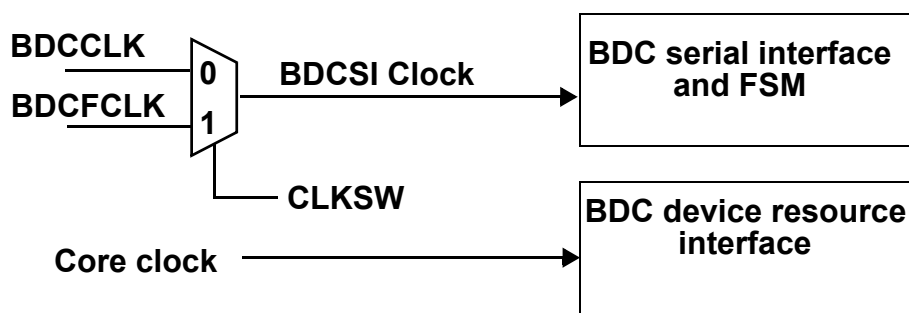 BDCCLK
0
BDCSI Clock
BDC serial interface
and FSM
BDCFCLK
1
CLKSW
BDC device resource
interface
Core clock